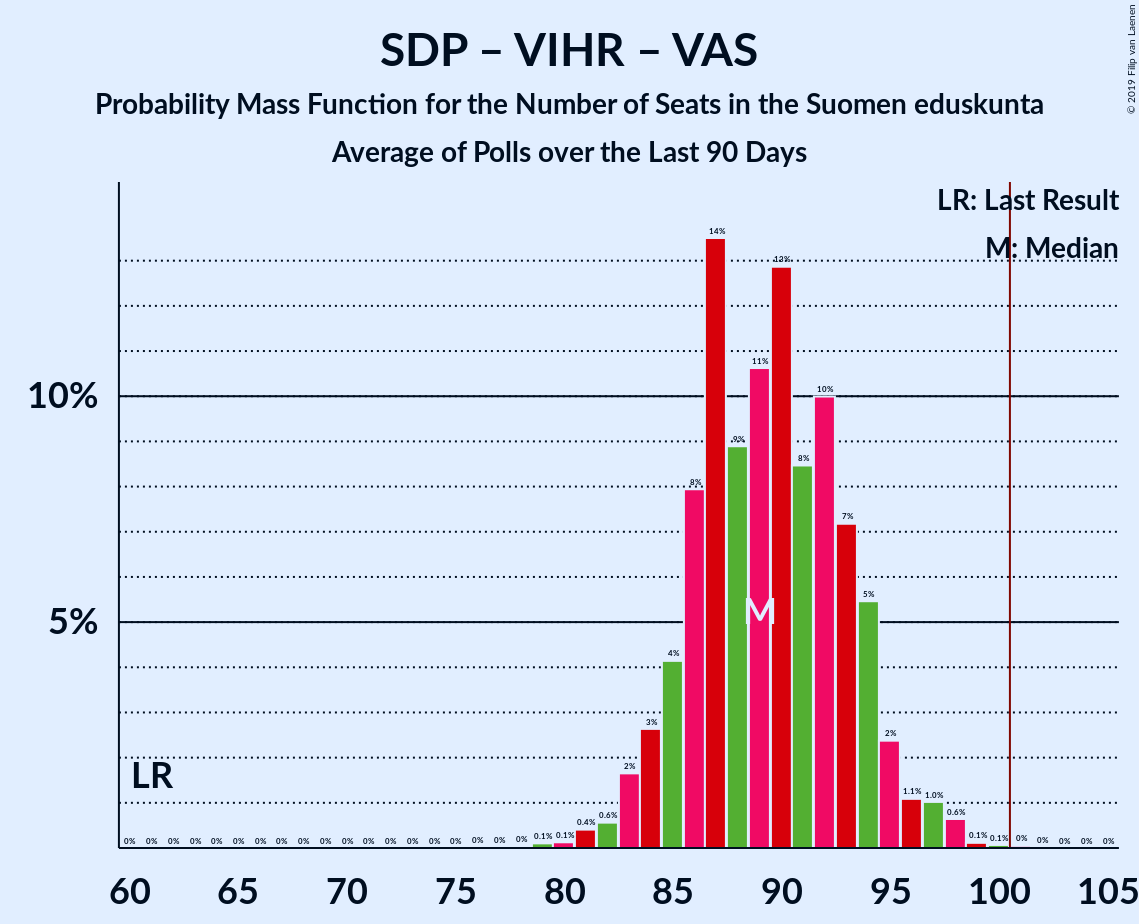 SDP – VIHR – VAS
Probability Mass Function for the Number of Seats in the Suomen eduskunta
Average of Polls over the Last 90 Days
© 2019 Filip van Laenen
LR: Last Result
M: Median
10%
5%
LR
M
0% 0% 0% 0% 0% 0% 0% 0% 0% 0% 0% 0% 0% 0% 0% 0% 0% 0% 0% 0.1% 0.1% 0.4% 0.6% 2% 3% 4% 8% 14% 9% 11% 13% 8% 10% 7% 5% 2% 1.1% 1.0% 0.6% 0.1% 0.1% 0% 0% 0% 0% 0%
60 65 70 75 80 85 90 95 100 105